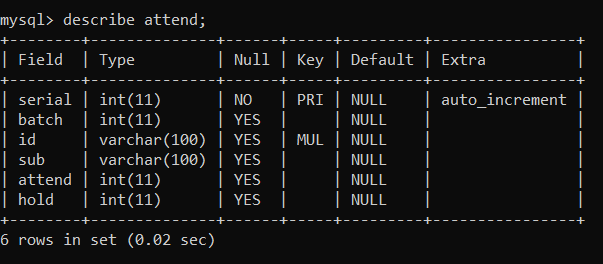 mysql> describe attend;
+--------+--------------+------+-----+---------+----------------+
| Field  | Type         | Null | Key | Default | Extra          |
+--------+--------------+------+-----+---------+----------------+
| serial | int(11)      | NO   | PRI | NULL    | auto_increment |
| batch  | int(11)      | YES  |     | NULL    |                |
| id     | varchar(100) | YES  | MUL | NULL    |                |
| sub    | varchar(100) | YES  |     | NULL    |                |
| attend | int(11)      | YES  |     | NULL    |                |
| hold   | int(11)      | YES  |     | NULL    |                |
+--------+--------------+------+-----+---------+----------------+
6 rows in set (0.02 sec)